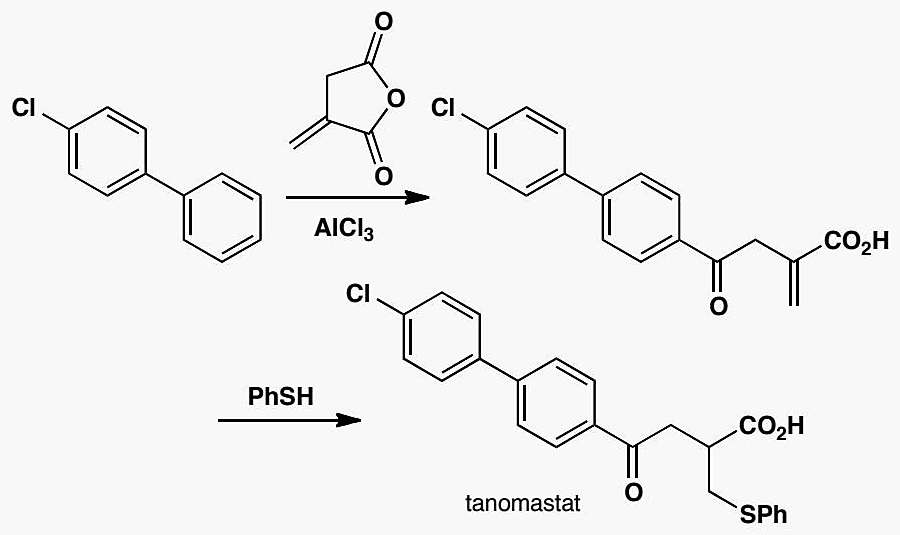 O
Cl
O
Cl
O
AlCl3
CO2H
O
Cl
PhSH
CO2H
O
tanomastat
SPh